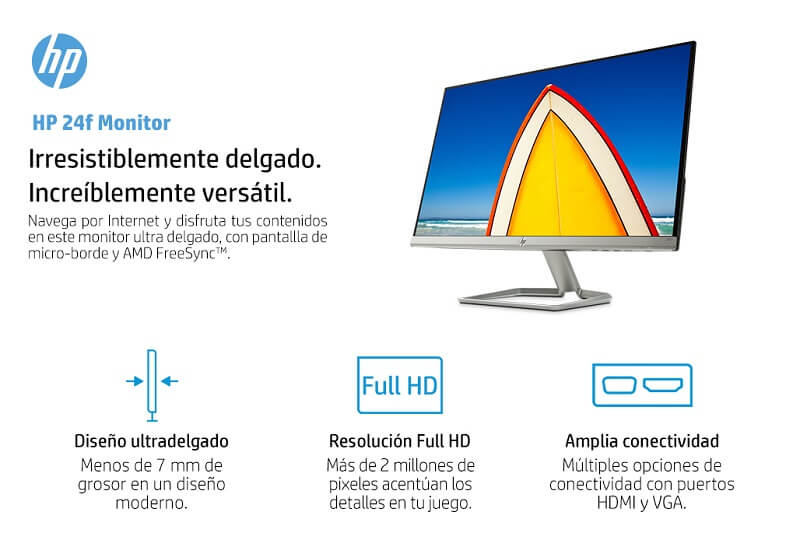 hp
HP 24f Monitor
Irresistiblemente delgado.
Increíblemente versátil.
Navega por Internet y disfruta tus contenidos
en este monitor ultra delgado, con pantallla de
micro-borde y AMD FreeSync™.
hp
Full HD
Diseño ultradelgado
Menos de 7 mm de
grosor en un diseño
moderno.
Resolución Full HD
Más de 2 millones de
pixeles acentúan los
detalles en tu juego.
Amplia conectividad
Múltiples opciones de
conectividad con puertos
HDMI y VGA.